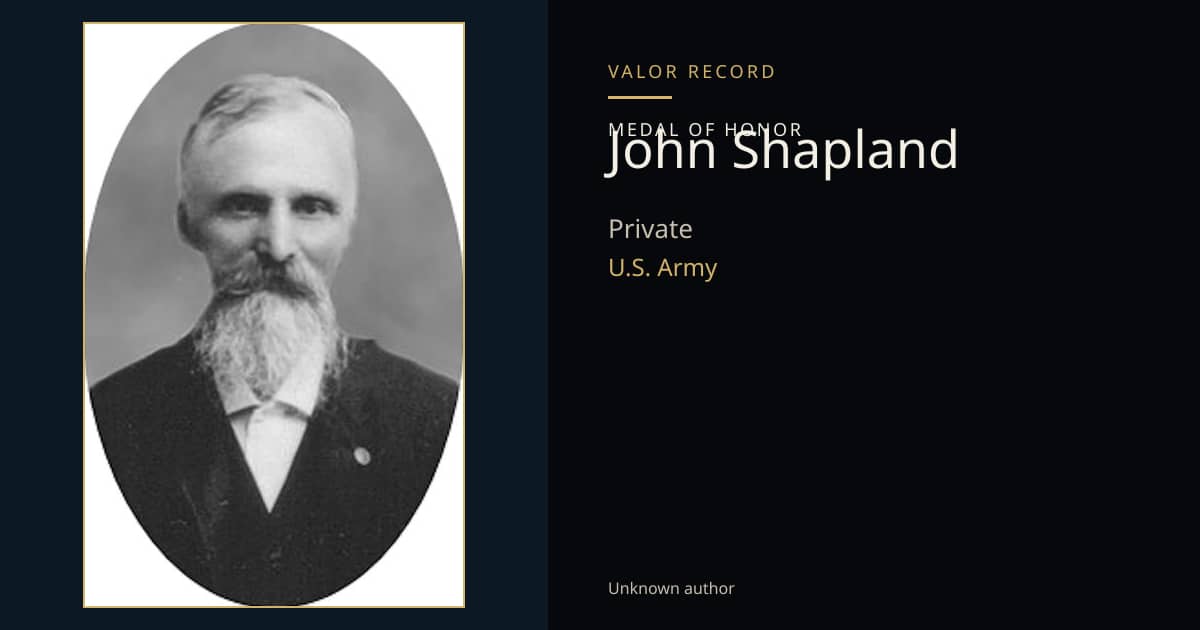 VALOR RECORD
MEDAL OF HONOR
John Shapland
Private
U.S. Army
Unknown author